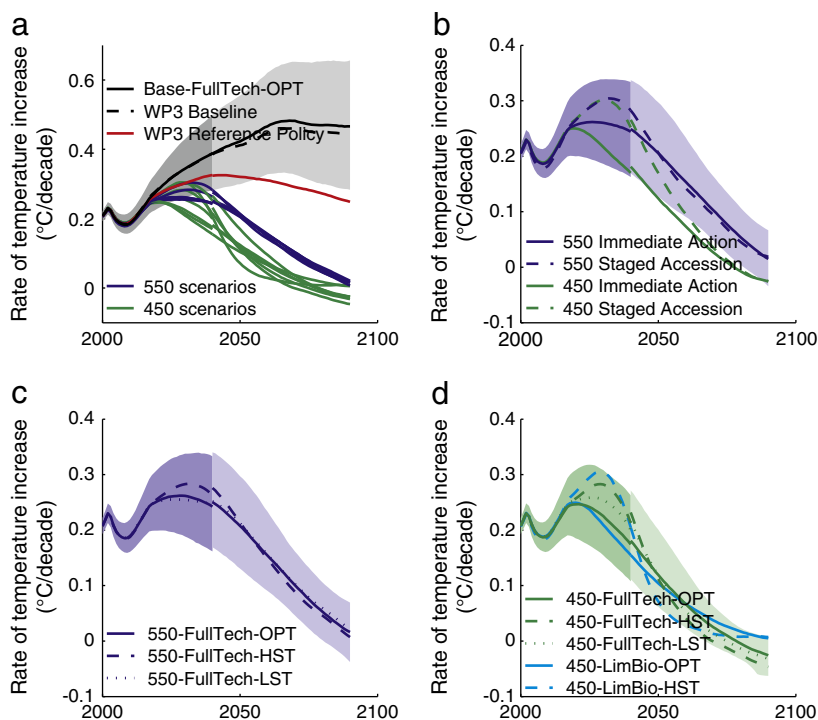 a
Rate of temperature increase
(°C/decade)
0.6
0.4
0.2
0
2000
2050
2100
Base-FullTech-OPT
WP3 Baseline
WP3 Reference Policy
550 scenarios
450 scenarios
b
Rate of temperature increase
(°C/decade)
0.4
0.3
0.2
0.1
0
-0.1
2000
2050
2100
550 Immediate Action
550 Staged Accession
450 Immediate Action
450 Staged Accession
c
Rate of temperature increase
(°C/decade)
0.4
0.3
0.2
0.1
0
-0.1
2000
2050
2100
550-FullTech-OPT
550-FullTech-HST
550-FullTech-LST
d
Rate of temperature increase
(°C/decade)
0.4
0.3
0.2
0.1
0
-0.1
2000
2050
2100
450-FullTech-OPT
450-FullTech-HST
450-FullTech-LST
450-LimBio-OPT
450-LimBio-HST